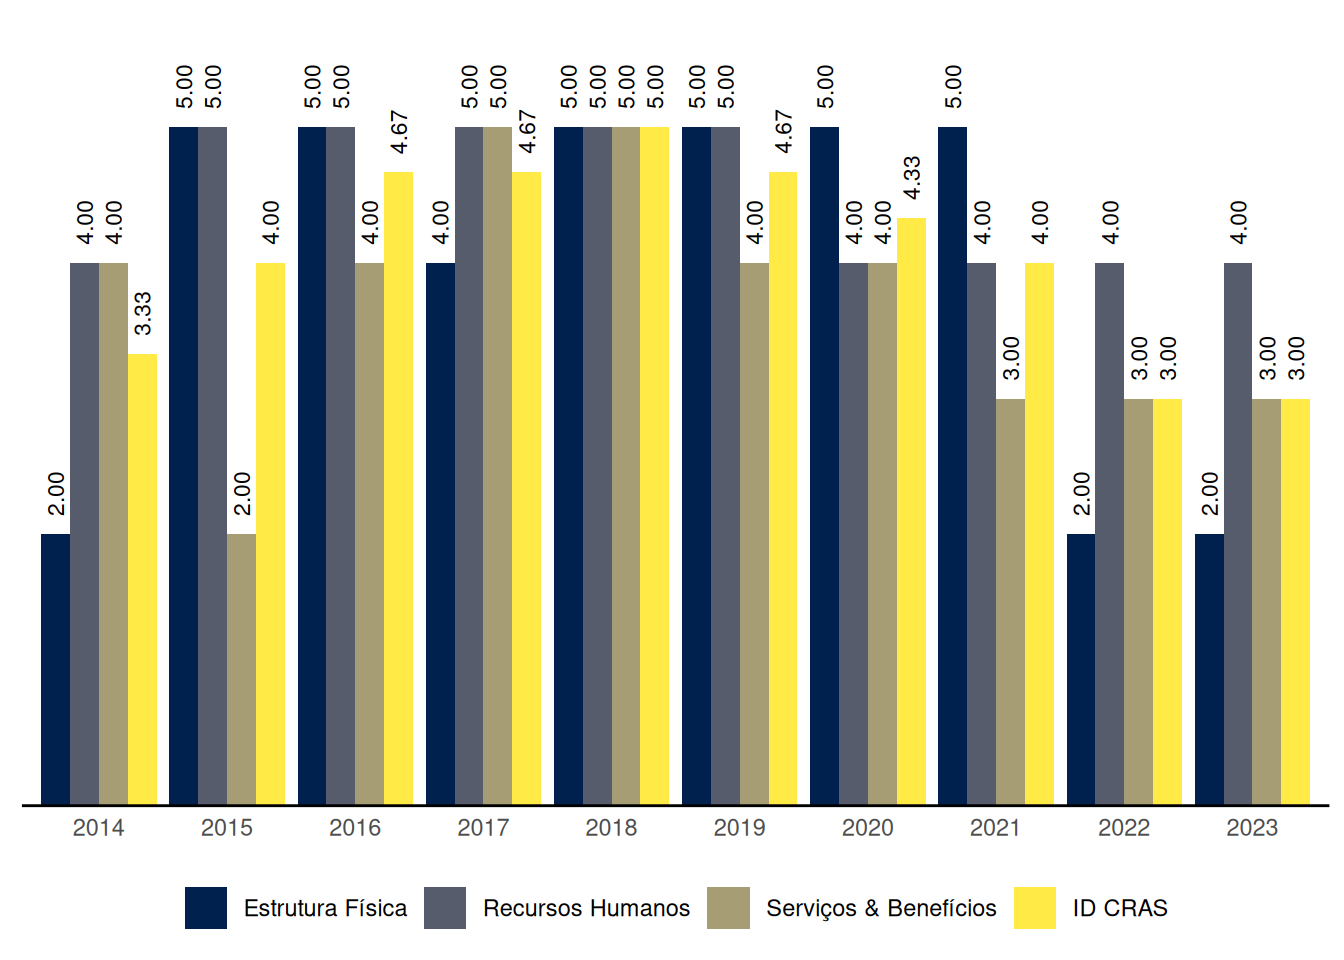 5.00 5.00 5.00 5.00 5.00 5.00 5.00 5.00 5.00 5.00 5.00 5.00 5.00 5.00
4.67 4.67 4.67
4.33
4.00 4.00 4.00 4.00 4.00 4.00 4.00 4.00 4.00 4.00 4.00 4.00
3.33
3.00 3.00 3.00 3.00 3.00
2.00 2.00 2.00 2.00
2014 2015 2016 2017 2018 2019 2020 2021 2022 2023
Estrutura Física Recursos Humanos Serviços & Benefícios ID CRAS